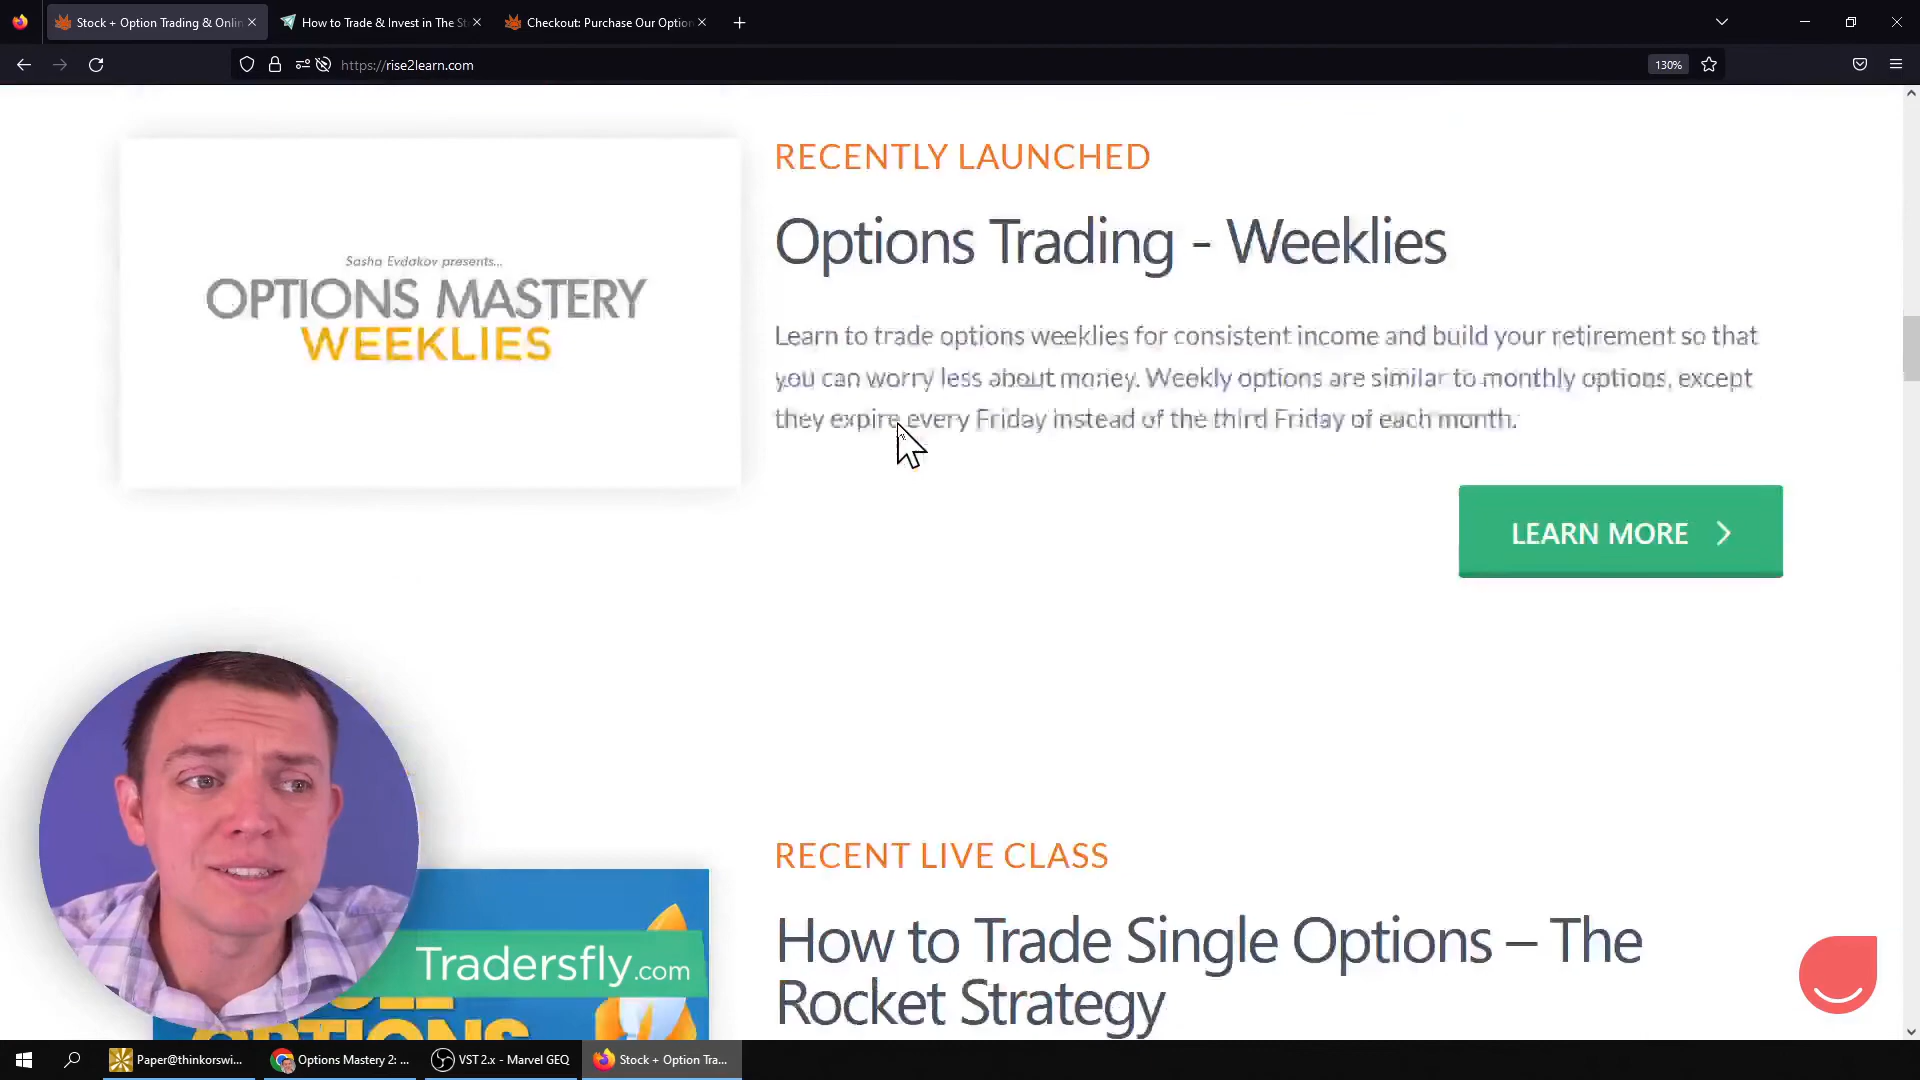 Stock + Option Trading & Onlin
How to Trade & Invest in The St
Checkout: Purchase Our Option
https://rise2learn.com
130%
RECENTLY LAUNCHED
Options Trading - Weeklies
Sasha Evdakov presents...
OPTIONS MASTERY
WEEKLIES
Learn to trade options weeklies for consistent income and build your retirement so that
you can worry less about money. Weekly options are similar to monthly options, except
they expire every Friday instead of the third Friday of each month.
LEARN MORE
RECENT LIVE CLASS
How to Trade Single Options – The
Rocket Strategy
Tradersfly.com
OPTIONS
Paper@thinkorswi...
Options Mastery 2: ...
VST 2.x - Marvel GEQ
Stock + Option Tra...